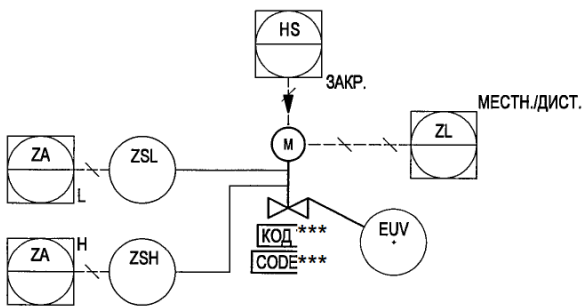 HS
ЗАКР.
МЕСТН./ДИСТ.
ZA
ZSL
M
ZL
L
ZA
H
ZSH
КОД ***
CODE***
EUV